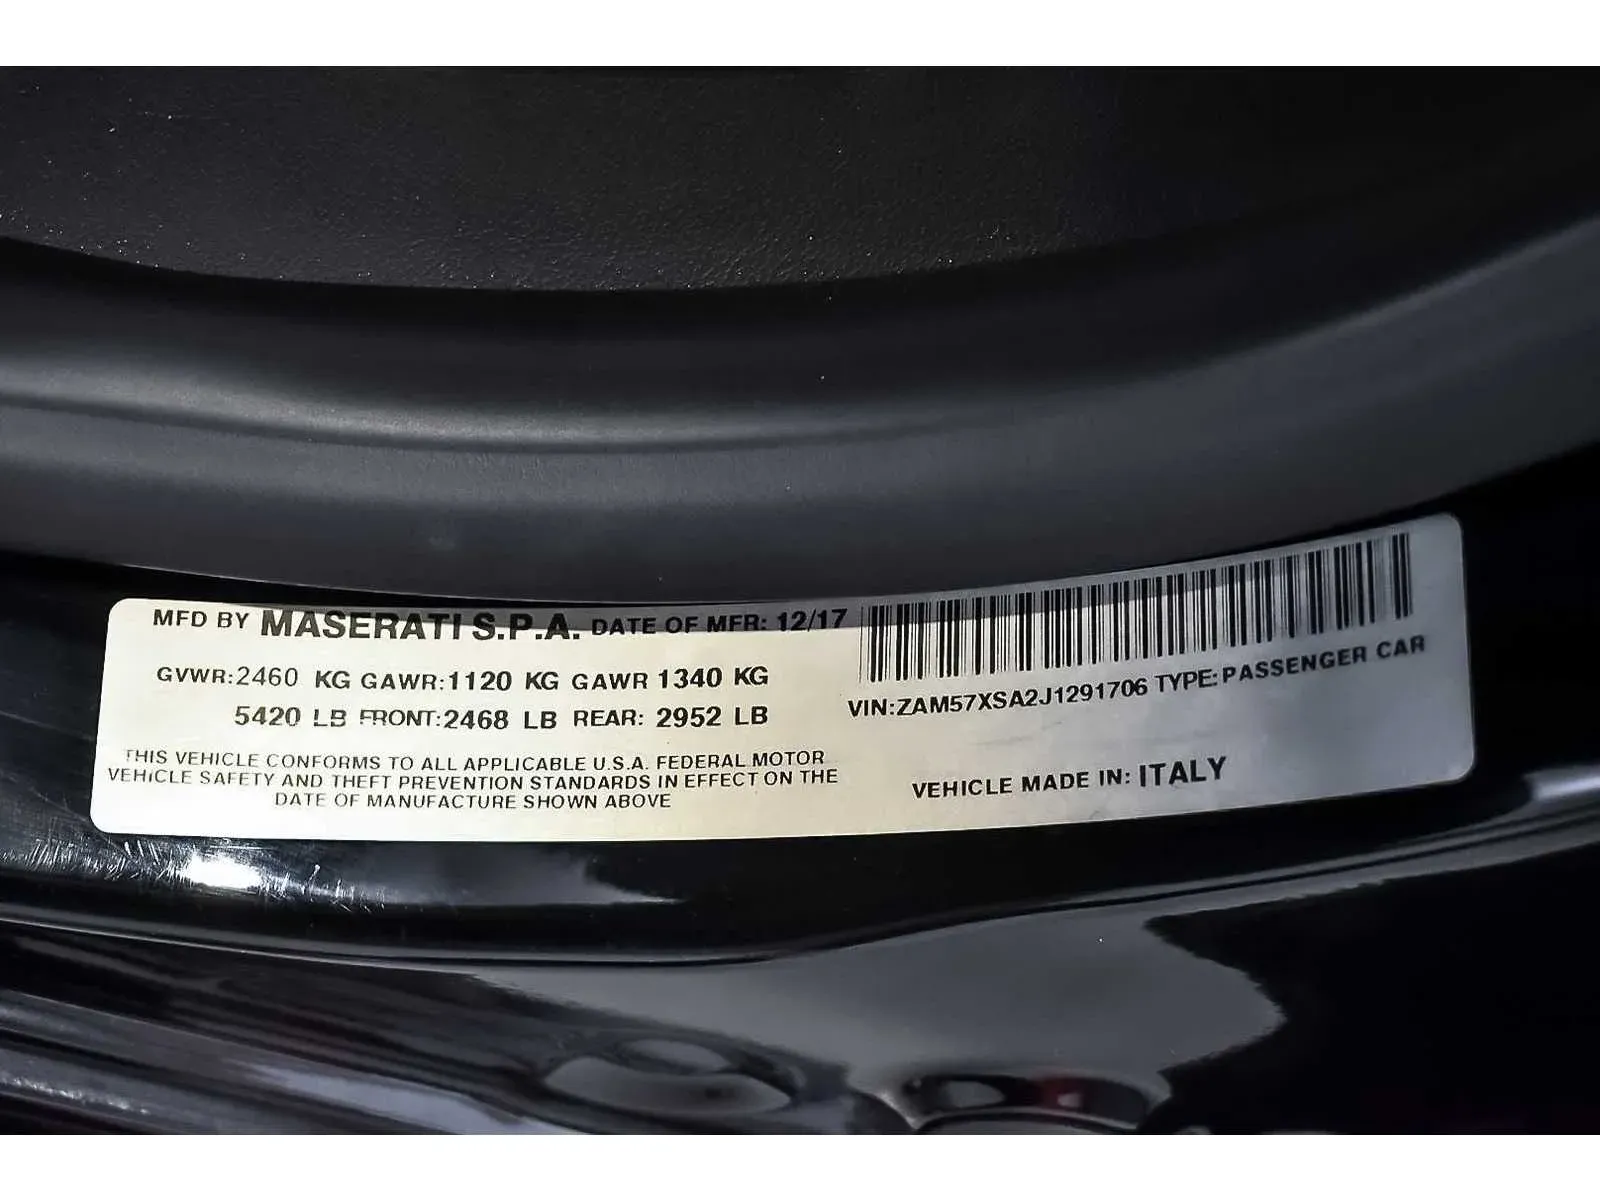 MFD BY MASERATI S.P.A. DATE OF MFR: 12/17
GVWR:2460 KG GAWR:1120 KG GAWR 1340 KG
5420 LB FRONT:2468 LB REAR: 2952 LB
THIS VEHICLE CONFORMS TO ALL APPLICABLE U.S.A. FEDERAL MOTOR
VEHICLE SAFETY AND THEFT PREVENTION STANDARDS IN EFFECT ON THE
DATE OF MANUFACTURE SHOWN ABOVE
VIN:ZAM57XSA2J1291706 TYPE:PASSENGER CAR
VEHICLE MADE IN: ITALY